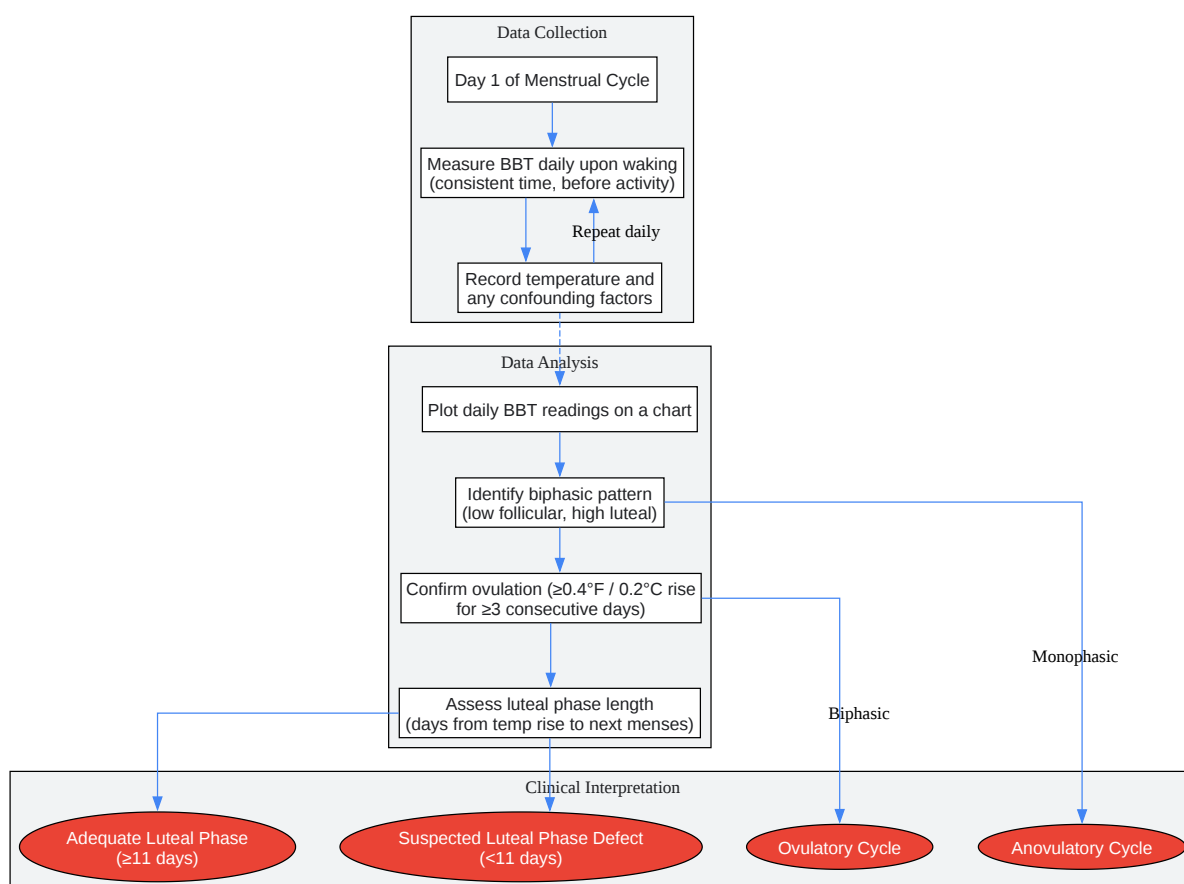 Data Collection
Day 1 of Menstrual Cycle
Measure BBT daily upon waking
(consistent time, before activity)
Repeat daily
Record temperature and
any confounding factors
Data Analysis
Plot daily BBT readings on a chart
Identify biphasic pattern
(low follicular, high luteal)
Confirm ovulation (≥0.4°F / 0.2°C rise
for ≥3 consecutive days)
Monophasic
Assess luteal phase length
(days from temp rise to next menses)
Biphasic
Clinical Interpretation
Adequate Luteal Phase
(≥11 days)
Suspected Luteal Phase Defect
(<11 days)
Ovulatory Cycle
Anovulatory Cycle